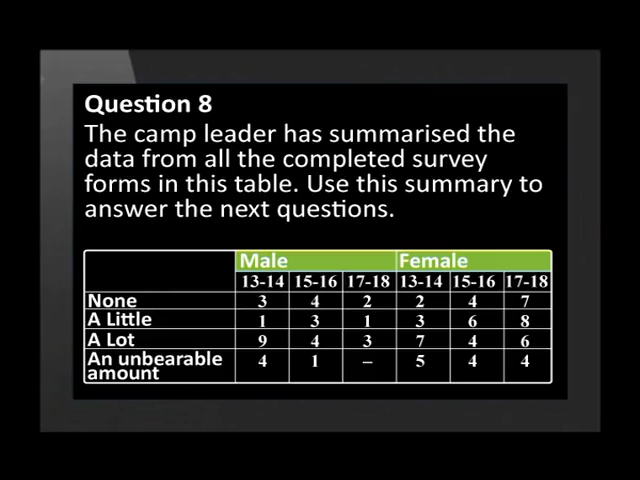 Question 8
The camp leader has summarised the
data from all the completed survey
forms in this table. Use this summary to
answer the next questions.
Male Female
13-14 15-16 17-18 13-14 15-16 17-18
None 3 4 2 2 4 7
A Little 1 3 1 3 6 8
A Lot 9 4 3 7 4 6
An unbearable 4 1 – 5 4 4
amount